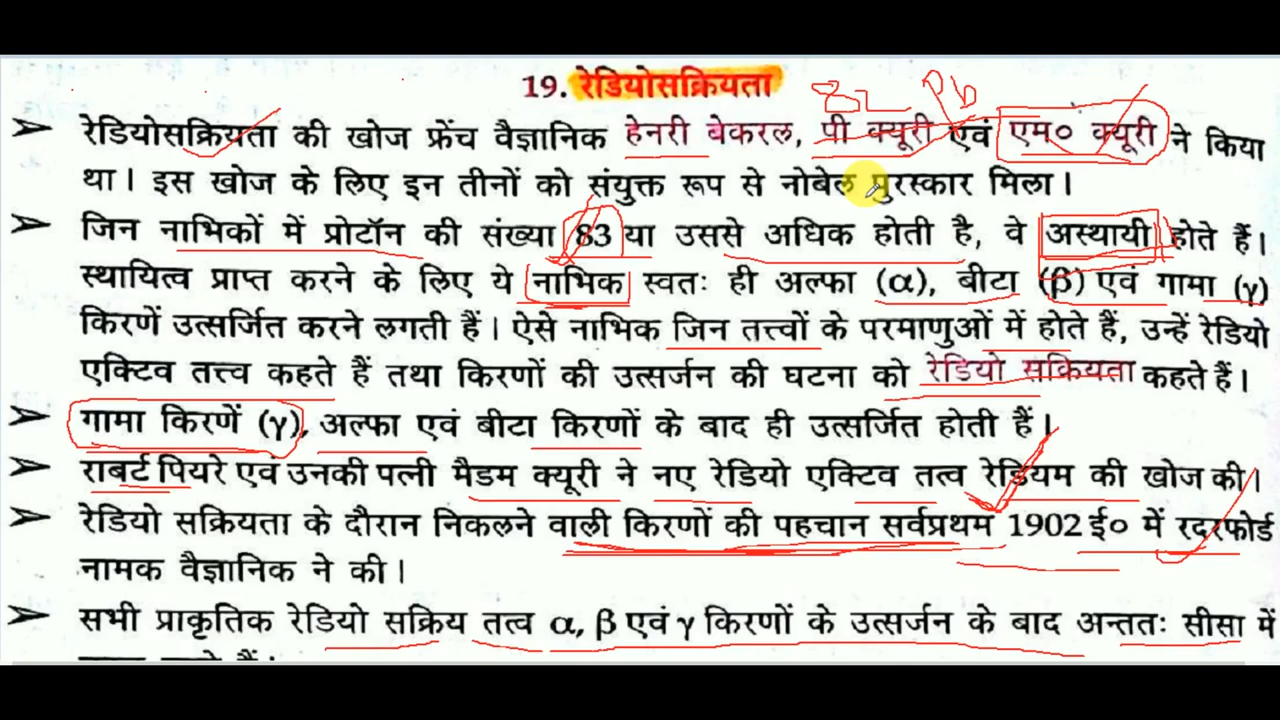 19. रेडियोसक्रियता
82 Pb
➤ रेडियोसक्रियता की खोज फ्रेंच वैज्ञानिक हेनरी बेकरल, पी क्यूरी एवं एम० क्यूरी ने किया
था। इस खोज के लिए इन तीनों को संयुक्त रूप से नोबेल पुरस्कार मिला।
➤ जिन नाभिकों में प्रोटॉन की संख्या 83 या उससे अधिक होती है, वे अस्थायी होते हैं।
स्थायित्व प्राप्त करने के लिए ये नाभिक स्वतः ही अल्फा (α), बीटा (β) एवं गामा (γ)
किरणें उत्सर्जित करने लगती हैं। ऐसे नाभिक जिन तत्त्वों के परमाणुओं में होते हैं, उन्हें रेडियो
एक्टिव तत्त्व कहते हैं तथा किरणों की उत्सर्जन की घटना को रेडियो सक्रियता कहते हैं।
➤ गामा किरणें (γ), अल्फा एवं बीटा किरणों के बाद ही उत्सर्जित होती हैं।
➤ राबर्ट पियरे एवं उनकी पत्नी मैडम क्यूरी ने नए रेडियो एक्टिव तत्व रेडियम की खोज की।
➤ रेडियो सक्रियता के दौरान निकलने वाली किरणों की पहचान सर्वप्रथम 1902 ई० में रदरफोर्ड
नामक वैज्ञानिक ने की।
➤ सभी प्राकृतिक रेडियो सक्रिय तत्व α, β एवं γ किरणों के उत्सर्जन के बाद अन्ततः सीसा में